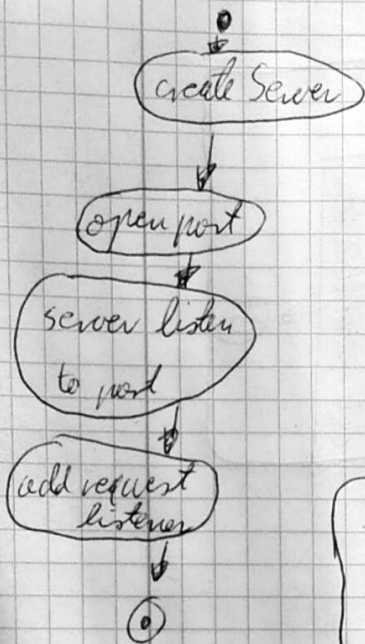 create Server
open port
server listen
to port
add request
listener